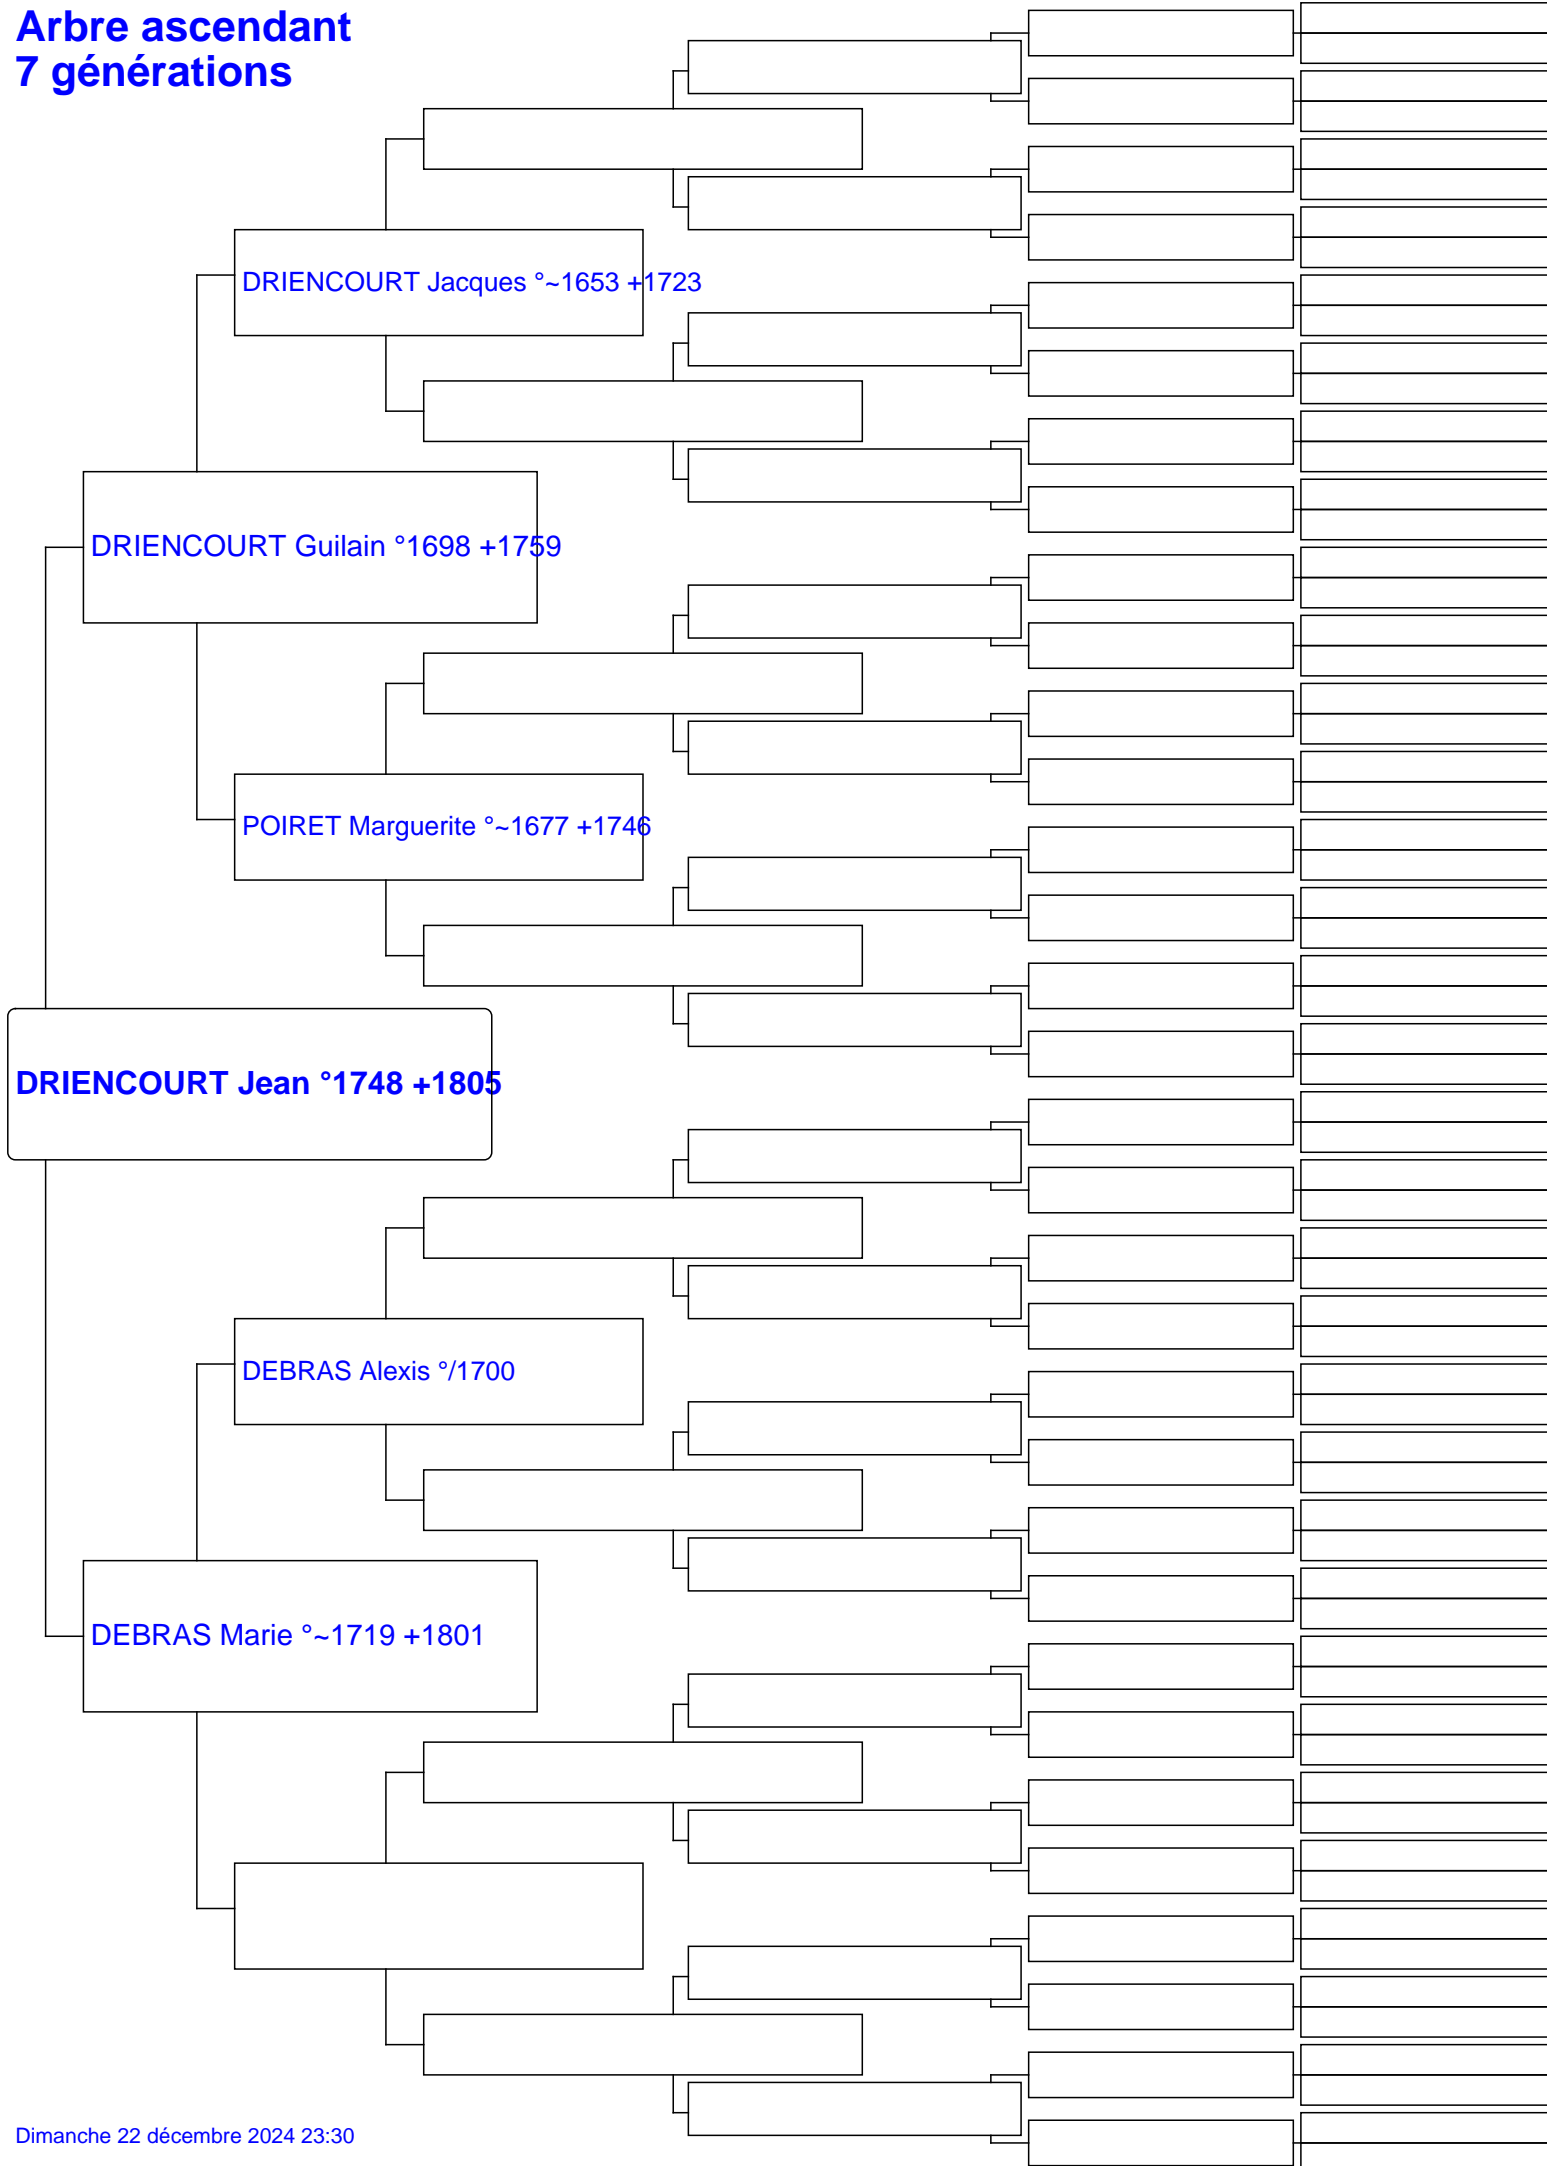 Arbre ascendant
7 générations
DRIENCOURT Jacques °~1653 +1723
DRIENCOURT Guilain °1698 +1759
POIRET Marguerite °~1677 +1746
DRIENCOURT Jean °1748 +1805
DEBRAS Alexis °/1700
DEBRAS Marie °~1719 +1801
Dimanche 22 décembre 2024 23:30